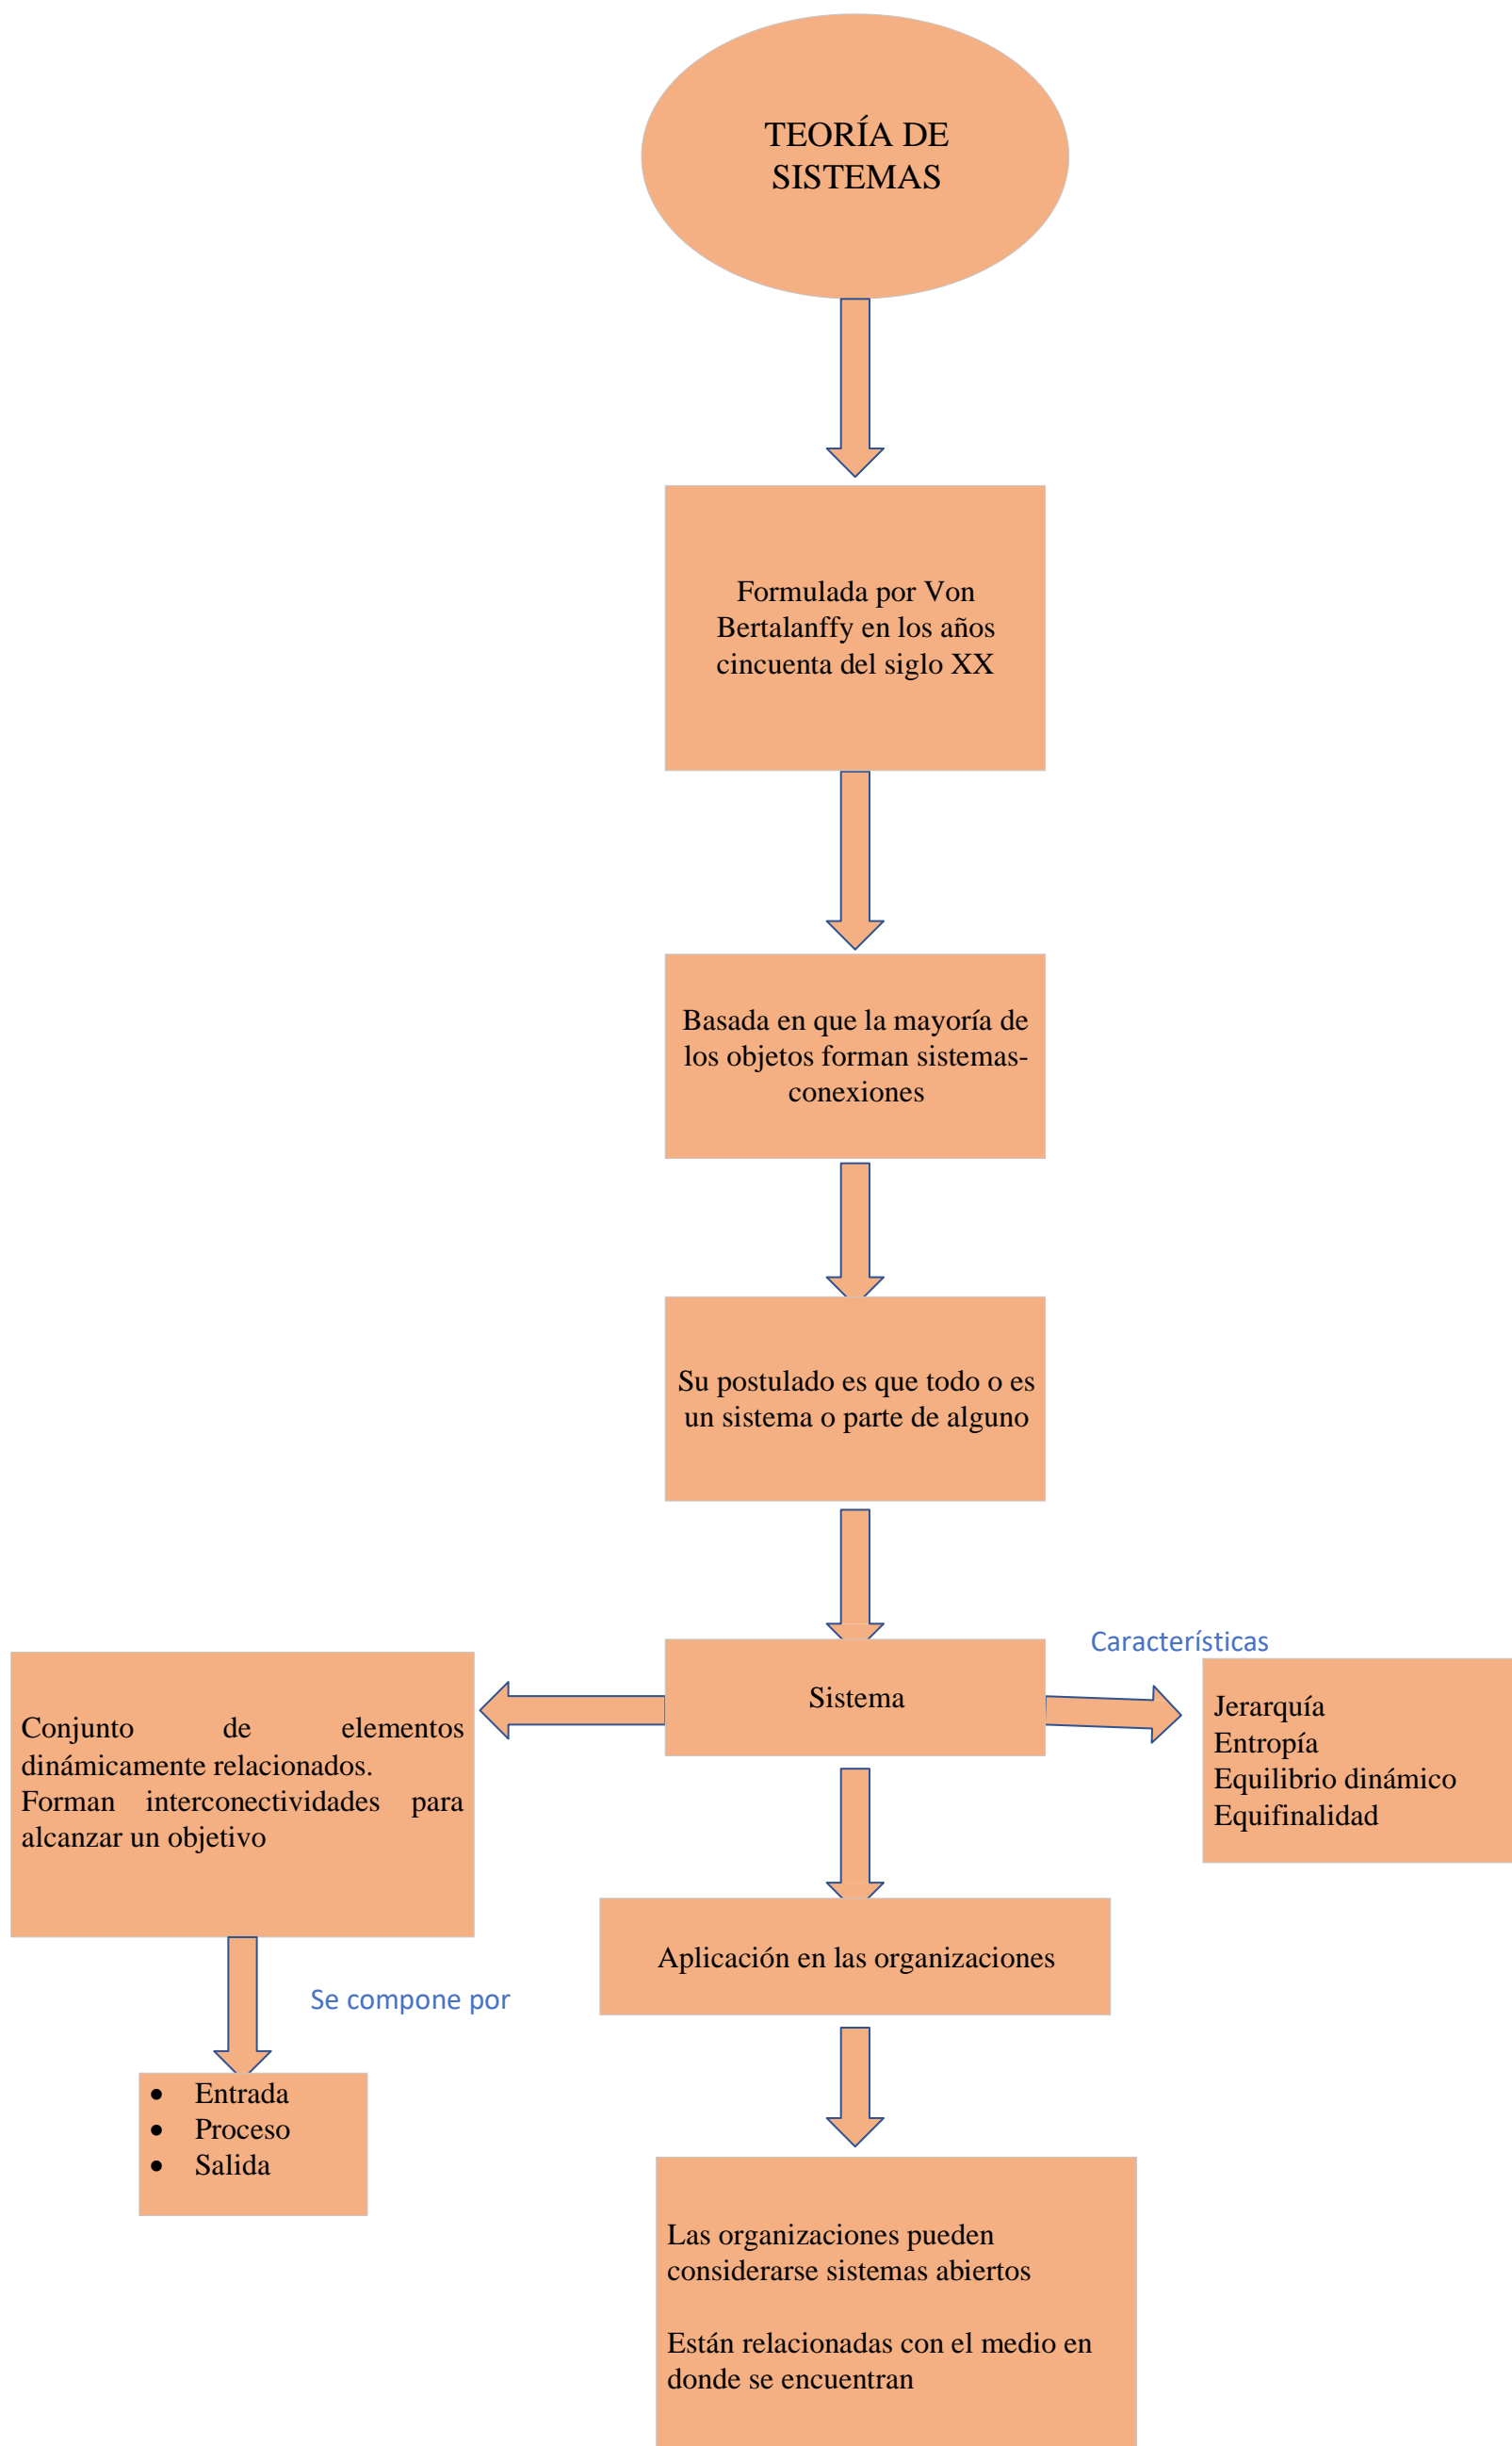 TEORÍA DE
SISTEMAS
Formulada por Von
Bertalanffy en los años
cincuenta del siglo XX
Basada en que la mayoría de
los objetos forman sistemas-
conexiones
Su postulado es que todo o es
un sistema o parte de alguno
Sistema
Características
Jerarquía
Entropía
Equilibrio dinámico
Equifinalidad
Conjunto de elementos
dinámicamente relacionados.
Forman interconectividades para
alcanzar un objetivo
Se compone por
• Entrada
• Proceso
• Salida
Aplicación en las organizaciones
Las organizaciones pueden
considerarse sistemas abiertos
Están relacionadas con el medio en
donde se encuentran